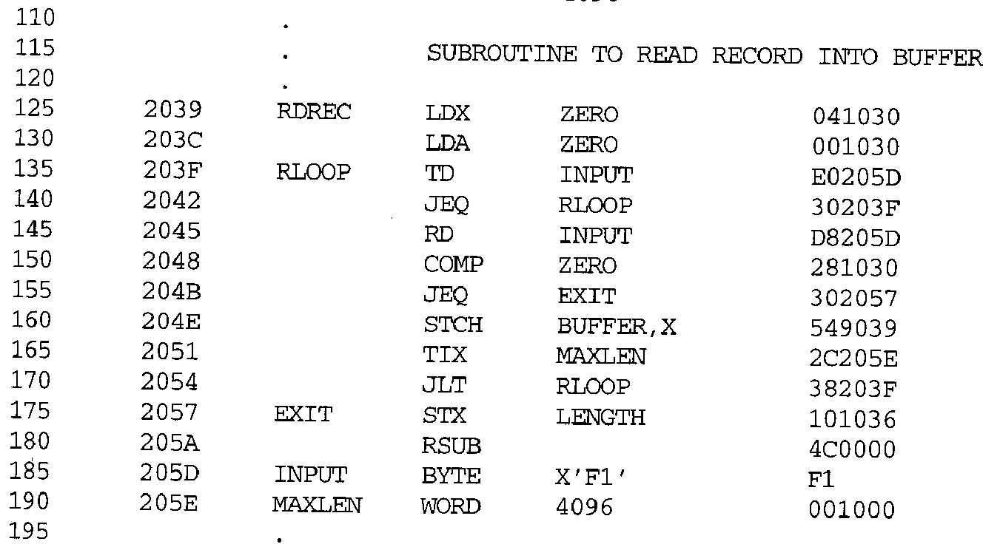 110 .
115 . SUBROUTINE TO READ RECORD INTO BUFFER
120 .
125 2039 RDREC LDX ZERO 041030
130 203C LDA ZERO 001030
135 203F RLOOP TD INPUT E0205D
140 2042 JEQ RLOOP 30203F
145 2045 RD INPUT D8205D
150 2048 COMP ZERO 281030
155 204B JEQ EXIT 302057
160 204E STCH BUFFER,X 549039
165 2051 TIX MAXLEN 2C205E
170 2054 JLT RLOOP 38203F
175 2057 EXIT STX LENGTH 101036
180 205A RSUB 4C0000
185 205D INPUT BYTE X'F1' F1
190 205E MAXLEN WORD 4096 001000
195 .